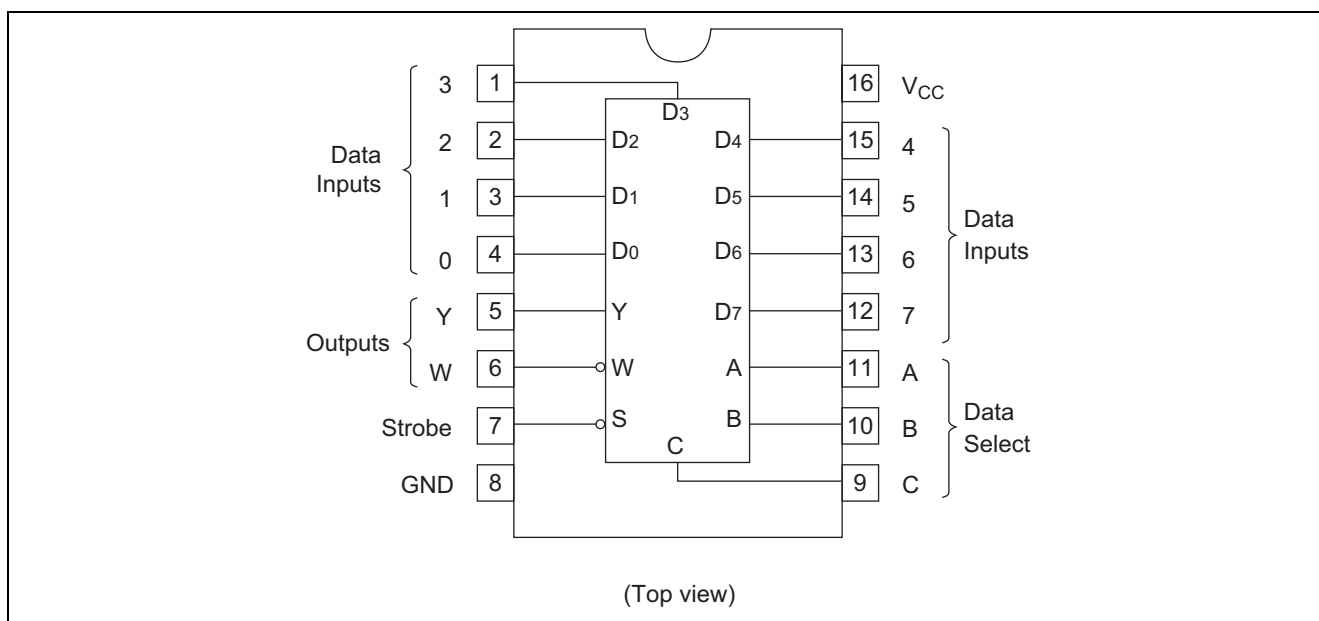 3 1 16 VCC
D3
2 2 D2 D4 15 4
Data
Inputs
1 3 D1 D5 14 5
Data
Inputs
0 4 D0 D6 13 6
Y 5 Y D7 12 7
Outputs
W 6 W A 11 A
Strobe 7 S B 10 B
Data
Select
C
GND 8 9 C
(Top view)